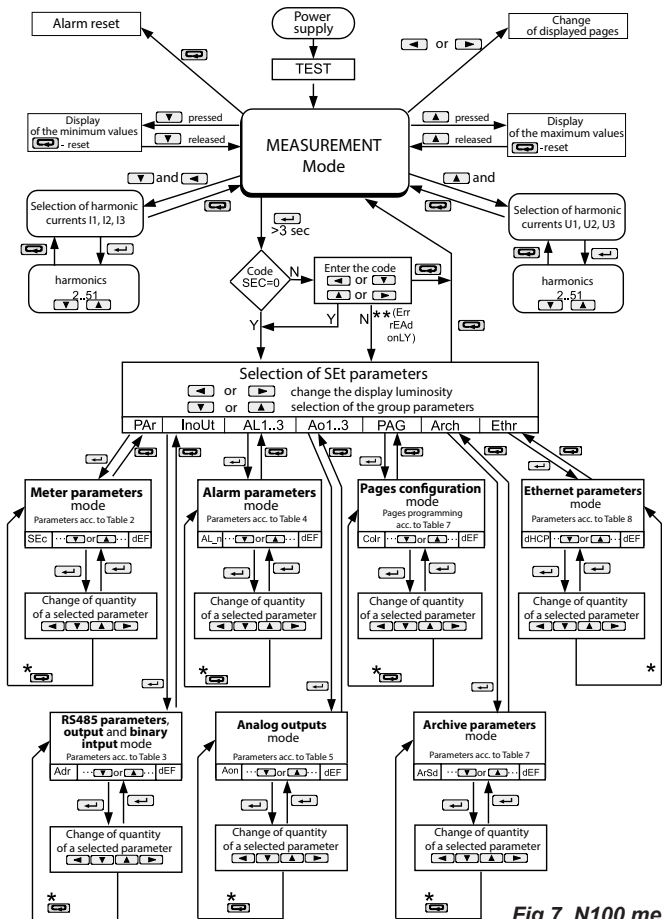 Power
supply
Alarm reset
or
Change
of displayed pages
TEST
Display
of the minimum values
- reset
pressed
released
MEASUREMENT
Mode
pressed
released
Display
of the maximum values
- reset
and
and
Selection of harmonic
currents I1, I2, I3
Selection of harmonic
currents U1, U2, U3
>3 sec
harmonics
2..51
harmonics
2..51
Code
SEC=0
N
Enter the code
or
or
Y
Y
N
**(Err
rEAd
onLY)
Selection of SEt parameters
or change the display luminosity
or selection of the group parameters
PAr InoUt AL1..3 Ao1..3 PAG Arch Ethr
Meter parameters
mode
Parameters acc. to Table 2
SEc ... or ... dEF
Alarm parameters
mode
Parameters acc. to Table 4
AL_n ... or ... dEF
Pages configuration
mode
Pages programming
acc. to Table 7
Colr ... or ... dEF
Ethernet parameters
mode
Parameters acc. to Table 8
dHCP ... or ... dEF
Change of quantity
of a selected parameter
Change of quantity
of a selected parameter
Change of quantity
of a selected parameter
Change of quantity
of a selected parameter
*
*
*
*
RS485 parameters,
output and binary
intput mode
Parameters acc. to Table 3
Adr ... or ... dEF
Analog outputs
mode
Parameters acc. to Table 5
Aon ... or ... dEF
Archive parameters
mode
Parameters acc. to Table 7
ArSd ... or ... dEF
Change of quantity
of a selected parameter
Change of quantity
of a selected parameter
Change of quantity
of a selected parameter
*
*
*
Fig 7. N100 me